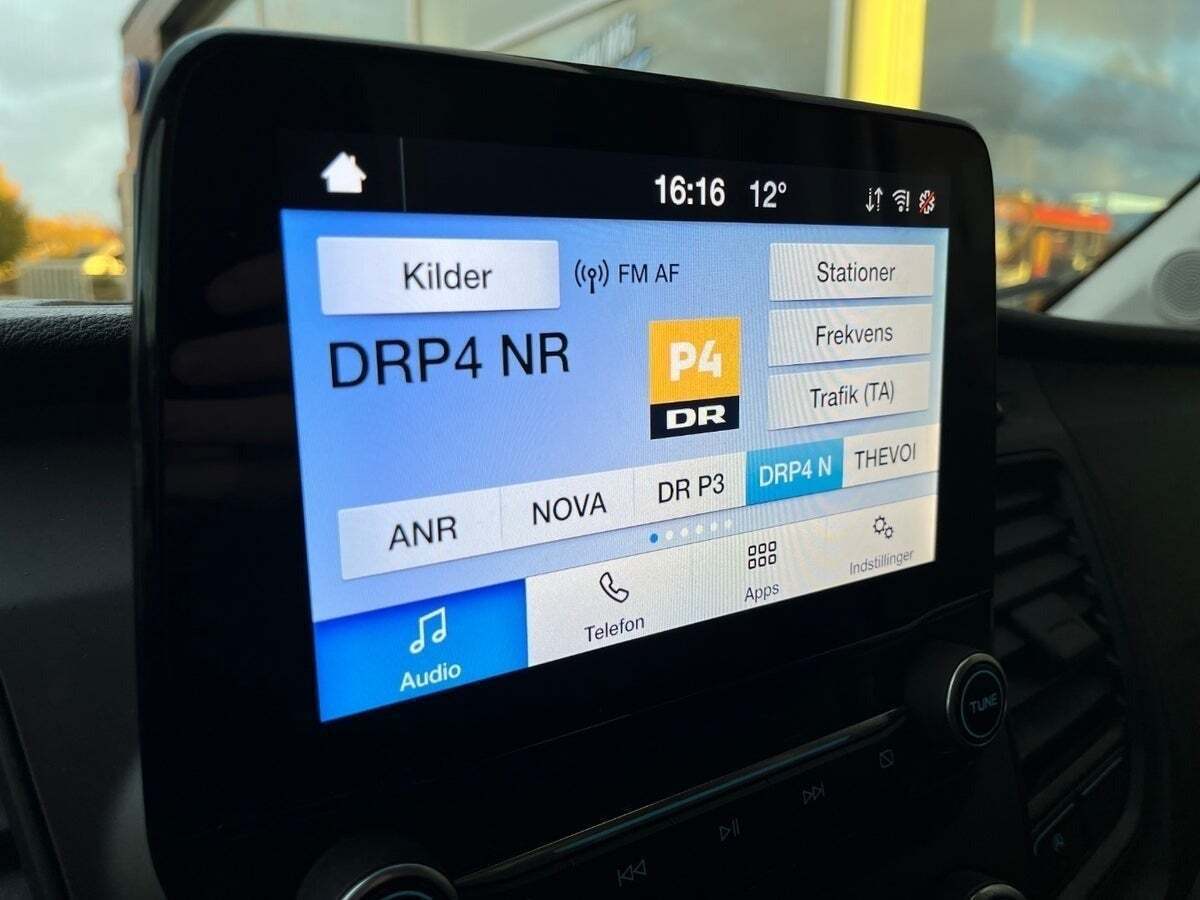 16:16 12°
Kilder
FM AF
Stationer
DRP4 NR
P4
DR
Frekvens
Trafik (TA)
ANR
NOVA
DR P3
DRP4 N
THEVOI
Audio
Telefon
Apps
Indstillinger
TUNE